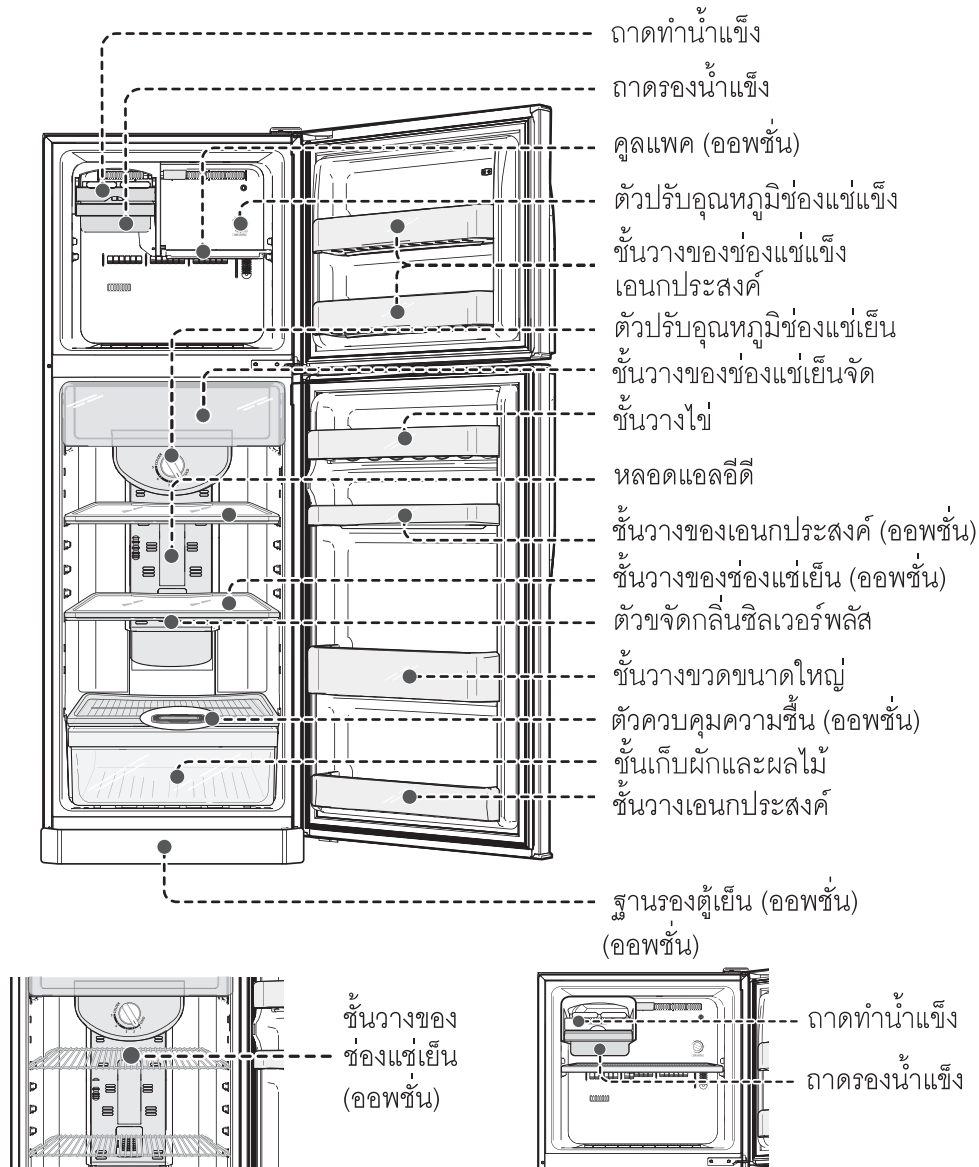 ถาดทำน้ำแข็ง
ถาดรองน้ำแข็ง
คูลแพค (ออพชั่น)
ตัวปรับอุณหภูมิช่องแช่แข็ง
ชั้นวางของช่องแช่แข็ง
เอนกประสงค์
ตัวปรับอุณหภูมิช่องแช่เย็น
ชั้นวางของช่องแช่เย็นจัด
ชั้นวางไข่
หลอดแอลอีดี
ชั้นวางของเอนกประสงค์ (ออพชั่น)
ชั้นวางของช่องแช่เย็น (ออพชั่น)
ตัวขจัดกลิ่นซิลเวอร์พลัส
ชั้นวางขวดขนาดใหญ่
ตัวควบคุมความชื้น (ออพชั่น)
ชั้นเก็บผักและผลไม้
ชั้นวางเอนกประสงค์
ฐานรองตู้เย็น (ออพชั่น)
(ออพชั่น)
ชั้นวางของ
ช่องแช่เย็น
(ออพชั่น)
ถาดทำน้ำแข็ง
ถาดรองน้ำแข็ง